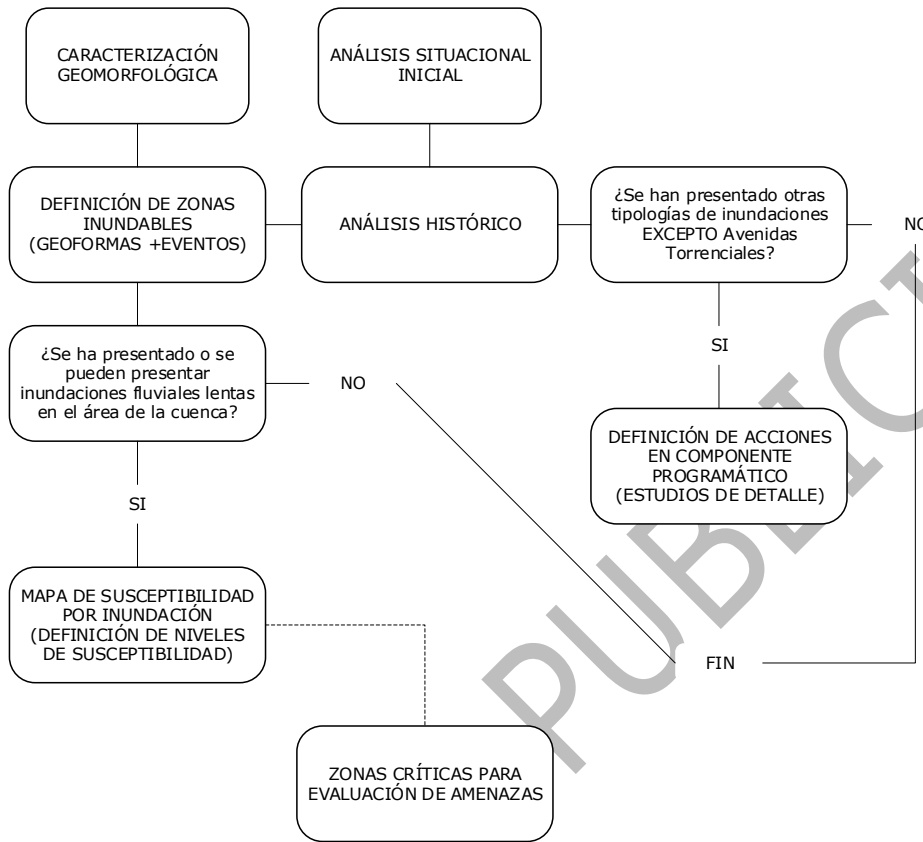 CARACTERIZACIÓN
GEOMORFOLÓGICA
ANÁLISIS SITUACIONAL
INICIAL
DEFINICIÓN DE ZONAS
INUNDABLES
(GEOFORMAS +EVENTOS)
ANÁLISIS HISTÓRICO
¿Se han presentado otras
tipologías de inundaciones
EXCEPTO Avenidas
Torrenciales?
NO
¿Se ha presentado o se
pueden presentar
inundaciones fluviales lentas
en el área de la cuenca?
NO
SI
DEFINICIÓN DE ACCIONES
EN COMPONENTE
PROGRAMÁTICO
(ESTUDIOS DE DETALLE)
SI
MAPA DE SUSCEPTIBILIDAD
POR INUNDACIÓN
(DEFINICIÓN DE NIVELES
DE SUSCEPTIBILIDAD)
FIN
ZONAS CRÍTICAS PARA
EVALUACIÓN DE AMENAZAS